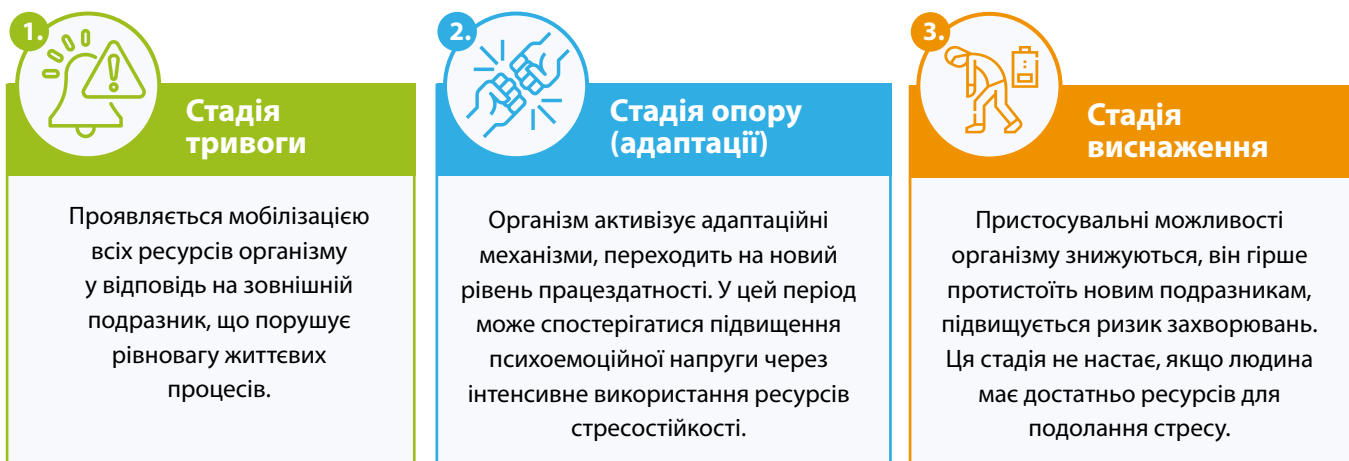 1.
Стадія
тривоги
Проявляється мобілізацією
всіх ресурсів організму
у відповідь на зовнішній
подразник, що порушує
рівновагу життєвих
процесів.
2.
Стадія опору
(адаптації)
Організм активізує адаптаційні
механізми, переходить на новий
рівень працездатності. У цей період
може спостерігатися підвищення
психоемоційної напруги через
інтенсивне використання ресурсів
стресостійкості.
3.
Стадія
виснаження
Пристосувальні можливості
організму знижуються, він гірше
протистоїть новим подразникам,
підвищується ризик захворювань.
Ця стадія не настає, якщо людина
має достатньо ресурсів для
подолання стресу.